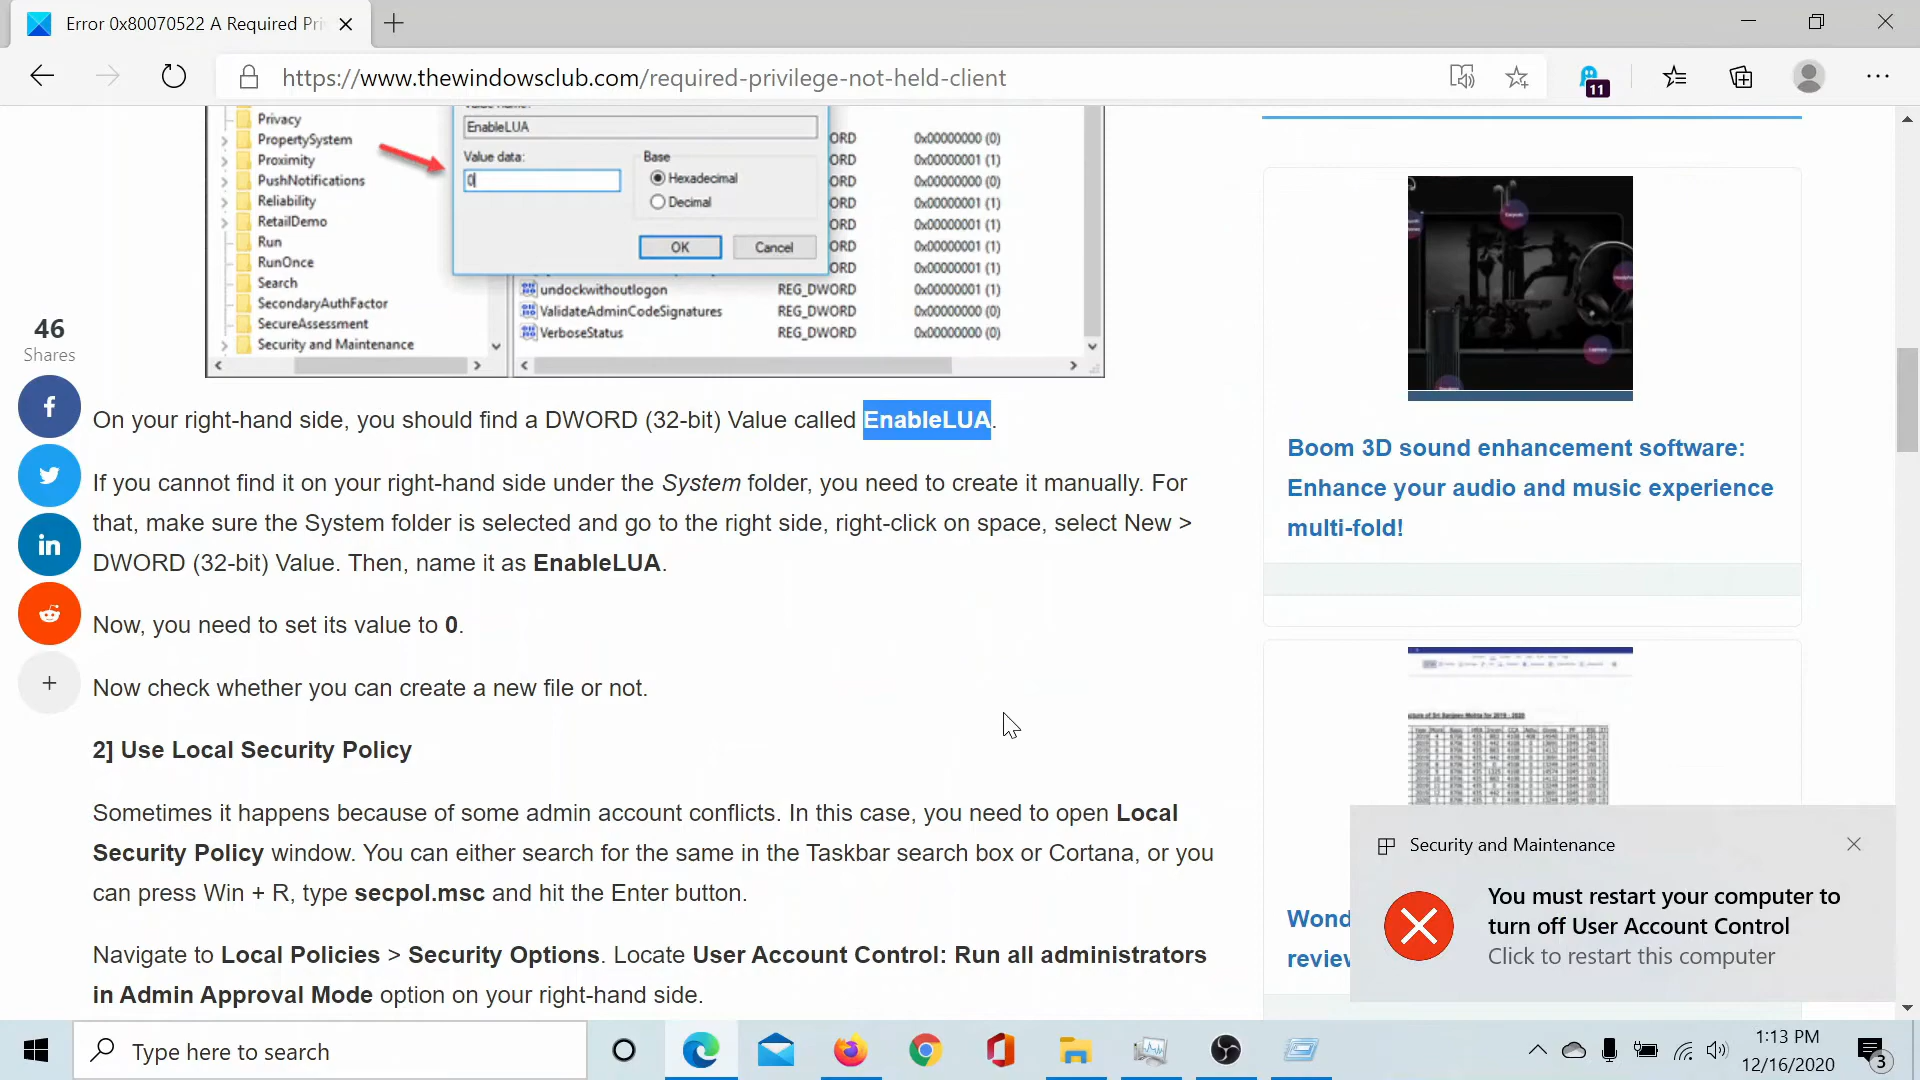 Error 0x80070522 A Required Pri
https://www.thewindowsclub.com/required-privilege-not-held-client
11
EnableLUA
Value data:
0
Base
Hexadecimal
Decimal
OK
Cancel
Privacy
PropertySystem
Proximity
PushNotifications
Reliability
RetailDemo
Run
RunOnce
Search
SecondaryAuthFactor
SecureAssessment
Security and Maintenance
ORD 0x00000000 (0)
ORD 0x00000001 (1)
ORD 0x00000000 (0)
ORD 0x00000001 (1)
ORD 0x00000001 (1)
ORD 0x00000001 (1)
ORD 0x00000001 (1)
undockwithoutlogon REG_DWORD 0x00000001 (1)
ValidateAdminCodeSignatures REG_DWORD 0x00000000 (0)
VerboseStatus REG_DWORD 0x00000000 (0)
46
Shares
On your right-hand side, you should find a DWORD (32-bit) Value called EnableLUA.
If you cannot find it on your right-hand side under the System folder, you need to create it manually. For
that, make sure the System folder is selected and go to the right side, right-click on space, select New >
DWORD (32-bit) Value. Then, name it as EnableLUA.
Now, you need to set its value to 0.
Now check whether you can create a new file or not.
2] Use Local Security Policy
Sometimes it happens because of some admin account conflicts. In this case, you need to open Local
Security Policy window. You can either search for the same in the Taskbar search box or Cortana, or you
can press Win + R, type secpol.msc and hit the Enter button.
Navigate to Local Policies > Security Options. Locate User Account Control: Run all administrators
in Admin Approval Mode option on your right-hand side.
Boom 3D sound enhancement software:
Enhance your audio and music experience
multi-fold!
Security and Maintenance
You must restart your computer to
turn off User Account Control
Click to restart this computer
Type here to search
1:13 PM
12/16/2020
3